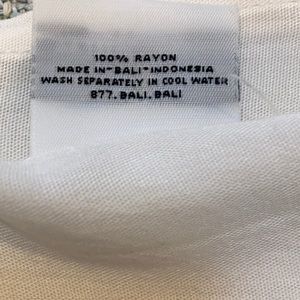 100% RAYON
MADE IN-BALI-INDONESIA
WASH SEPARATELY IN COOL WATER
877. BALI. BALI